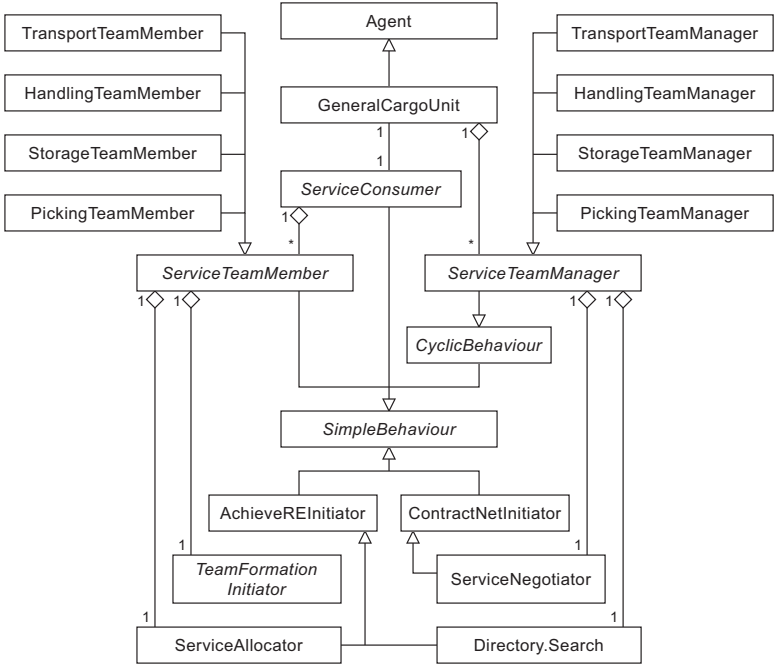 Agent
TransportTeamMember
TransportTeamManager
HandlingTeamMember
GeneralCargoUnit
HandlingTeamManager
1
1
1
StorageTeamMember
StorageTeamManager
ServiceConsumer
PickingTeamMember
PickingTeamManager
1
*
*
ServiceTeamMember
ServiceTeamManager
1
1
1
1
CyclicBehaviour
SimpleBehaviour
AchieveREInitiator
ContractNetInitiator
1
1
TeamFormation
Initiator
ServiceNegotiator
1
1
ServiceAllocator
Directory.Search